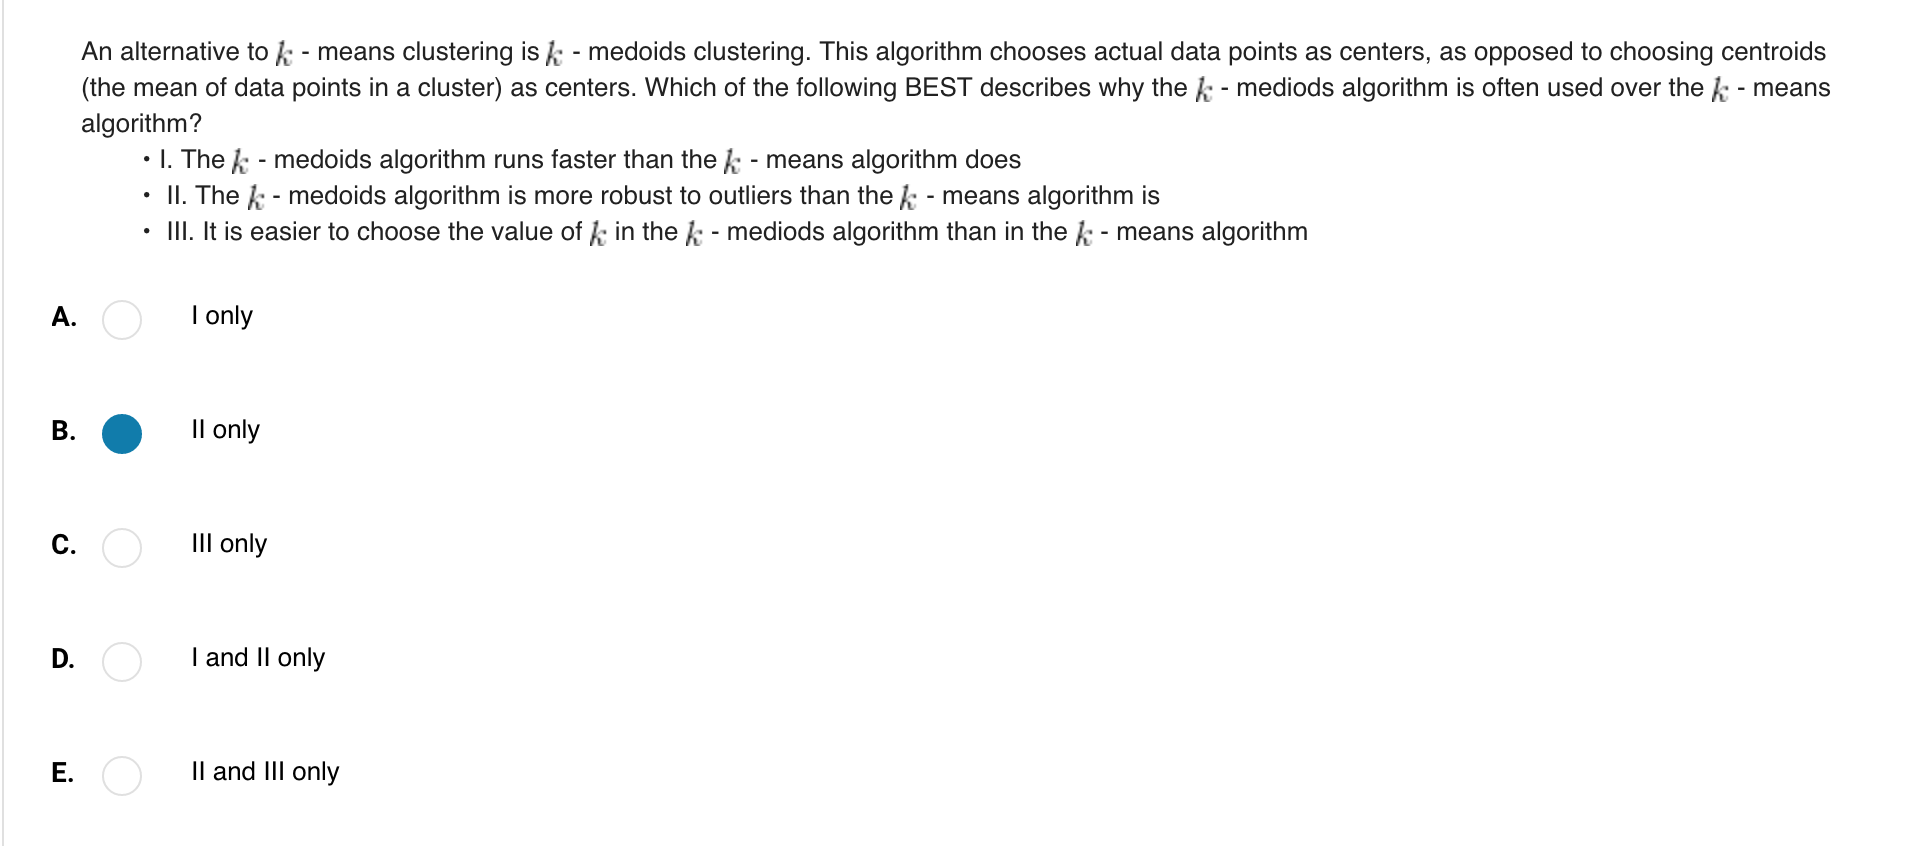 An alternative to k - means clustering is k - medoids clustering. This algorithm chooses actual data points as centers, as opposed to choosing centroids
(the mean of data points in a cluster) as centers. Which of the following BEST describes why the k - mediods algorithm is often used over the k - means
algorithm?
• I. The k - medoids algorithm runs faster than the k - means algorithm does
• II. The k - medoids algorithm is more robust to outliers than the k - means algorithm is
• III. It is easier to choose the value of k in the k - mediods algorithm than in the k - means algorithm
A. I only
B. II only
C. III only
D. I and II only
E. II and III only